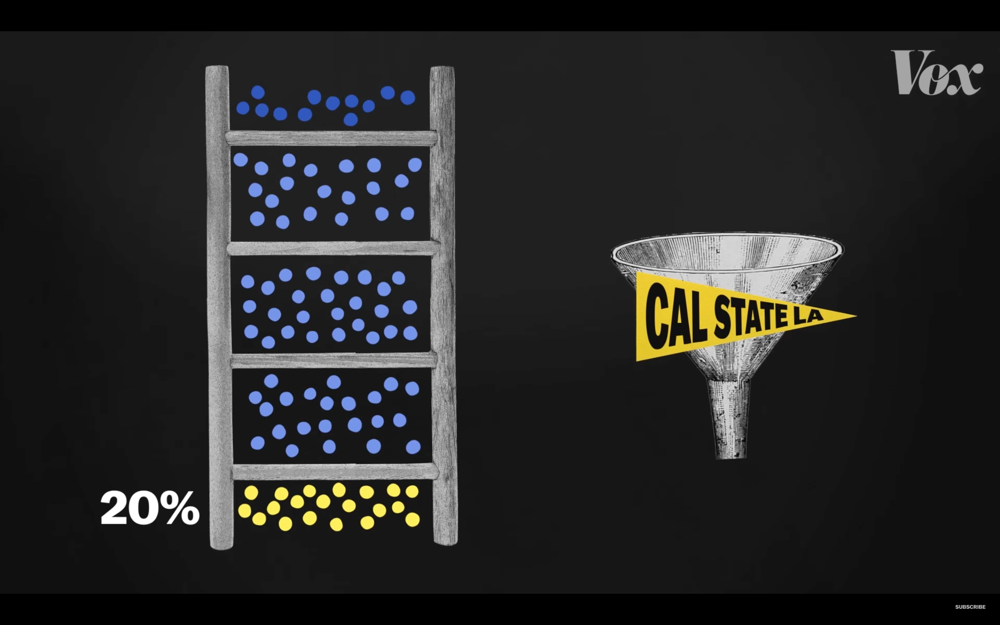 Vox
CAL STATE LA
20%
SUBSCRIBE